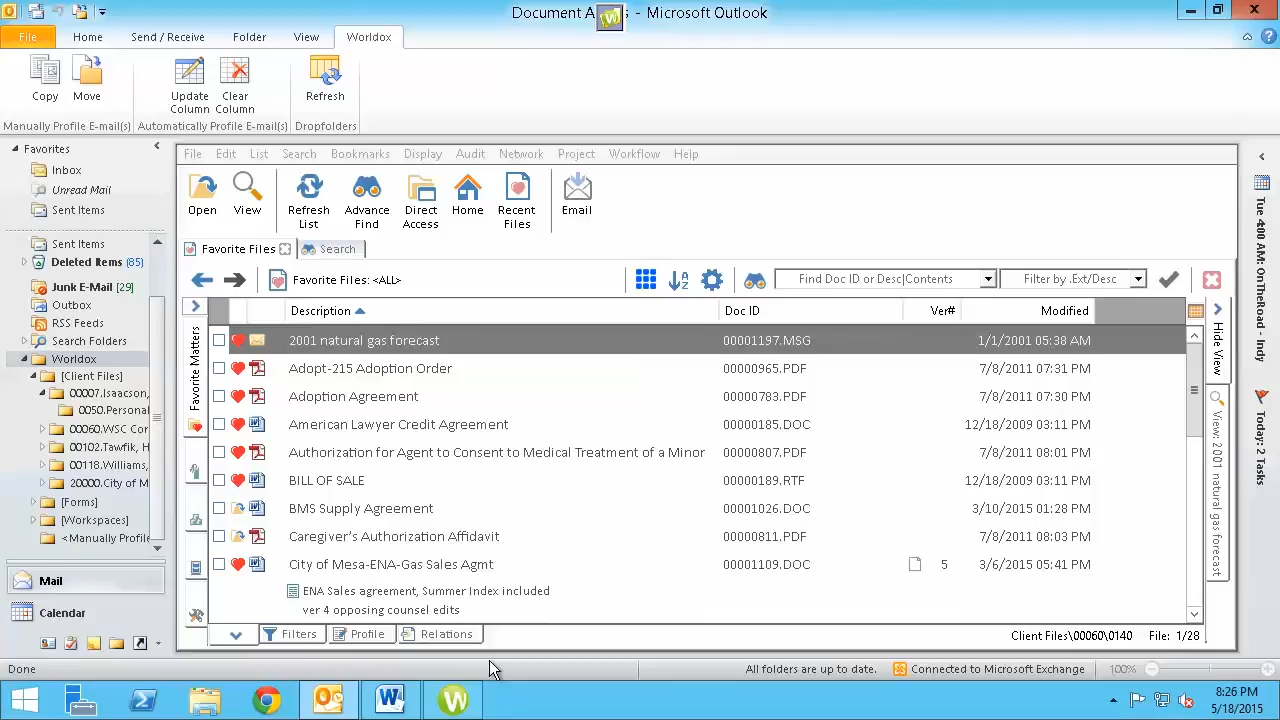 Document A s - Microsoft Outlook
File Home Send / Receive Folder View Worldox
Copy Move Update Column Clear Column Refresh
Manually Profile E-mail(s) Automatically Profile E-mail(s) Dropfolders
Favorites
Inbox
Unread Mail
Sent Items
Sent Items
Deleted Items (85)
Junk E-Mail [29]
Outbox
RSS Feeds
Search Folders
Worldox
[Client Files]
00007.Isaacson,
0050.Personal
00060.WSC Cor
00102.Tawfik, H
00118.Williams,
20000.City of M
[Forms]
[Workspaces]
<Manually Profile
Mail
Calendar
File Edit List Search Bookmarks Display Audit Network Project Workflow Help
Open View Refresh List Advance Find Direct Access Home Recent Files Email
Favorite Files Search
Favorite Files: <ALL> Find Doc ID or Desc|Contents Filter by .Ext/Desc
Favorite Matters
Description Doc ID Ver# Modified
2001 natural gas forecast 00001197.MSG 1/1/2001 05:38 AM
Adopt-215 Adoption Order 00000965.PDF 7/8/2011 07:31 PM
Adoption Agreement 00000783.PDF 7/8/2011 07:30 PM
American Lawyer Credit Agreement 00000185.DOC 12/18/2009 03:11 PM
Authorization for Agent to Consent to Medical Treatment of a Minor 00000807.PDF 7/8/2011 08:01 PM
BILL OF SALE 00000189.RTF 12/18/2009 03:11 PM
BMS Supply Agreement 00001026.DOC 3/10/2015 01:28 PM
Caregiver's Authorization Affidavit 00000811.PDF 7/8/2011 08:03 PM
City of Mesa-ENA-Gas Sales Agmt 00001109.DOC 5 3/6/2015 05:41 PM
ENA Sales agreement, Summer Index included
ver 4 opposing counsel edits
Filters Profile Relations Client Files\00060\0140 File: 1/28
Hide View
View: 2001 natural gas forecast
Tue 4:00 AM: OnTheRoad - Indy
Today: 2 Tasks
Done All folders are up to date. Connected to Microsoft Exchange 100%
8:26 PM
5/18/2015